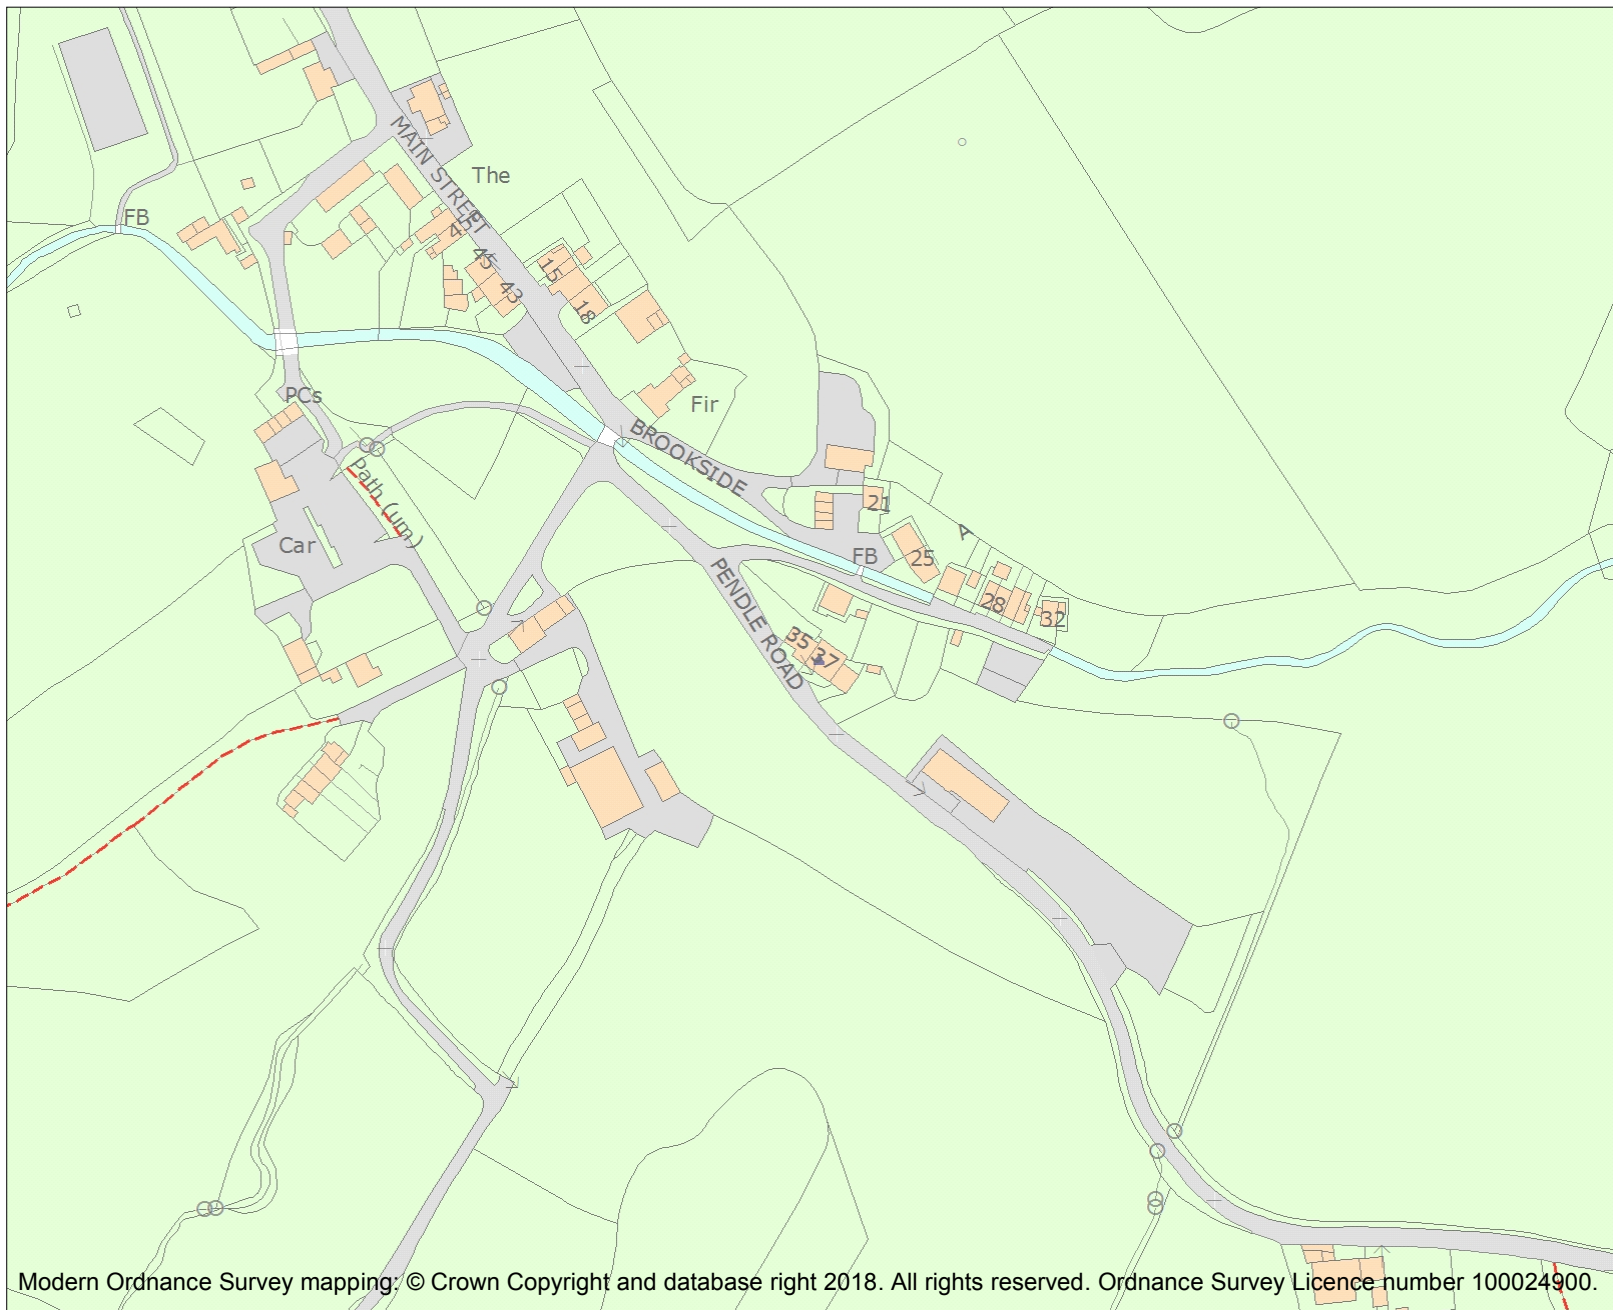 MAIN STREET
The
FB
45
43
15
18
PCs
Fir
BROOKSIDE
Path (um)
21
Car
A
FB
25
28
32
PENDLE ROAD
35
37
Modern Ordnance Survey mapping: © Crown Copyright and database right 2018. All rights reserved. Ordnance Survey Licence number 100024900.